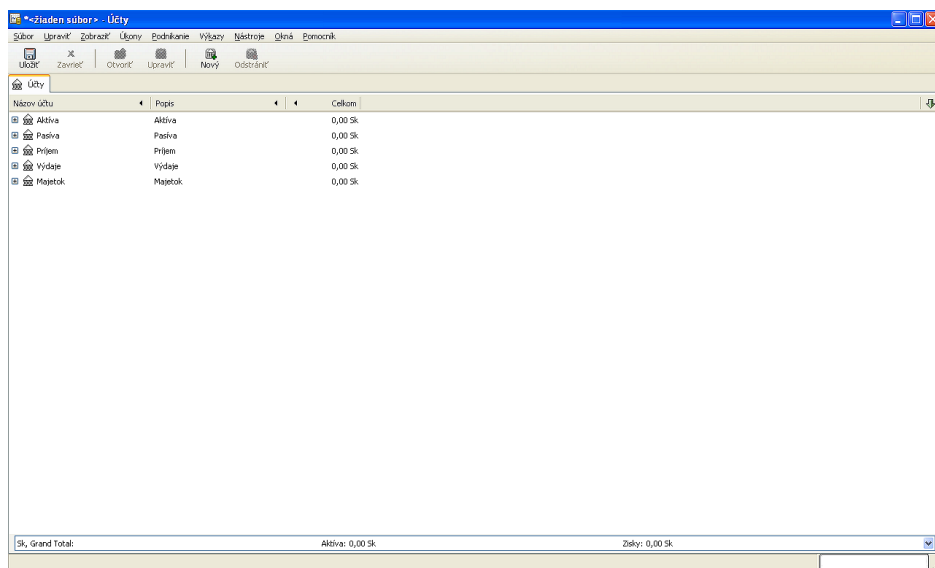 *<žiaden súbor> - Účty
Súbor Upraviť Zobraziť Úkony Podnikanie Výkazy Nástroje Okná Pomocník
Uložiť Zavrieť Otvoriť Upraviť Nový Odstrániť
Účty
Názov účtu Popis Celkom
Aktíva Aktíva 0,00 Sk
Pasíva Pasíva 0,00 Sk
Príjem Príjem 0,00 Sk
Výdaje Výdaje 0,00 Sk
Majetok Majetok 0,00 Sk
Sk, Grand Total: Aktíva: 0,00 Sk Zisky: 0,00 Sk